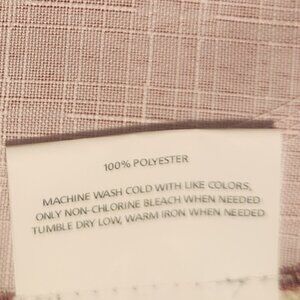 100% POLYESTER
MACHINE WASH COLD WITH LIKE COLORS,
ONLY NON-CHLORINE BLEACH WHEN NEEDED
TUMBLE DRY LOW, WARM IRON WHEN NEEDED